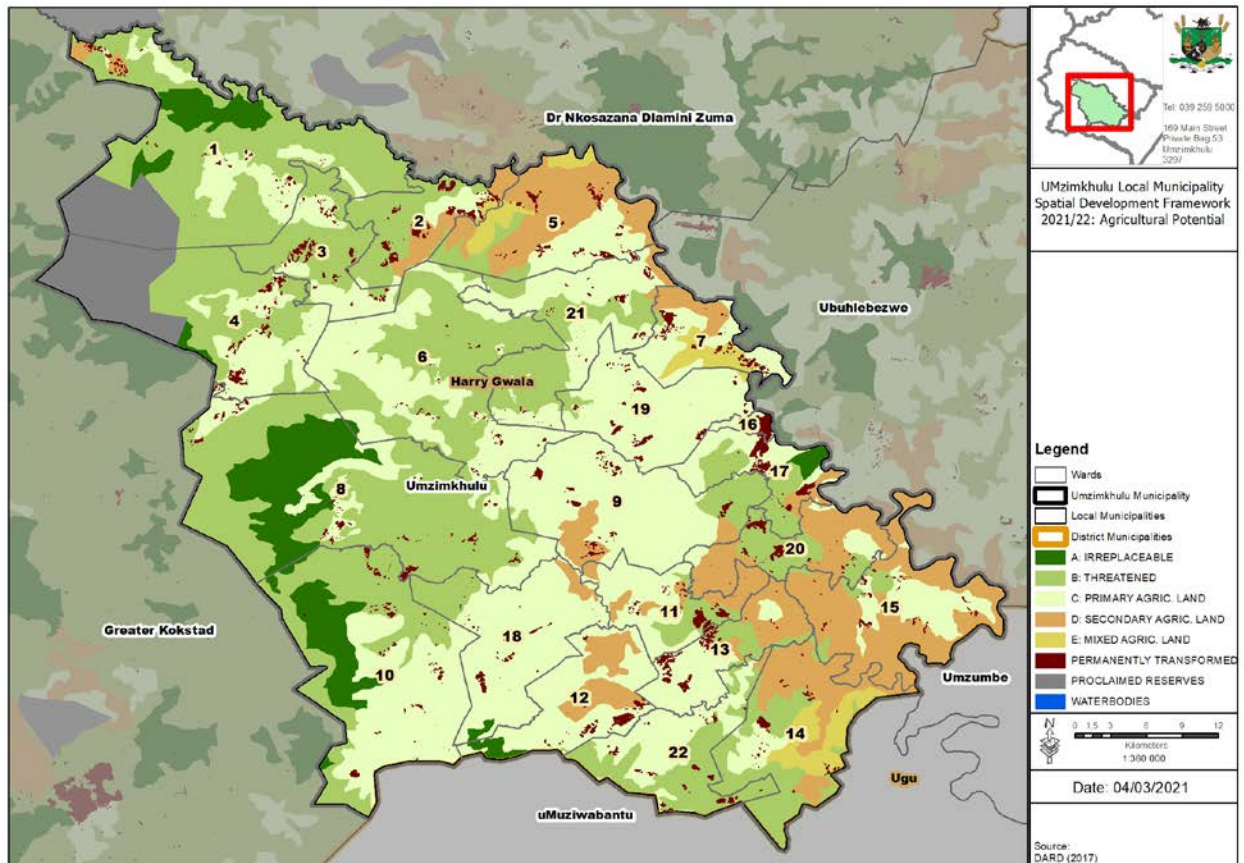 Dr Nkosazana Dlamini Zuma
1
2
5
3
4
21
Ubuhlebezwe
7
6
Harry Gwala
19
16
17
8
Umzimkhulu
9
20
15
11
Greater Kokstad
18
13
10
12
Umzumbe
14
22
Ugu
uMuziwabantu
Tel: 039 259 5000
169 Main Street
Private Bag 53
Umzimkhulu
3297
UMzimkhulu Local Municipality
Spatial Development Framework
2021/22: Agricultural Potential
Legend
Wards
Umzimkhulu Municipality
Local Municipalities
District Municipalities
A: IRREPLACEABLE
B: THREATENED
C: PRIMARY AGRIC. LAND
D: SECONDARY AGRIC. LAND
E: MIXED AGRIC. LAND
PERMANENTLY TRANSFORMED
PROCLAIMED RESERVES
WATERBODIES
N
0 1,5 3 6 9 12
Kilometers
1:360 000
Date: 04/03/2021
Source:
DARD (2017)